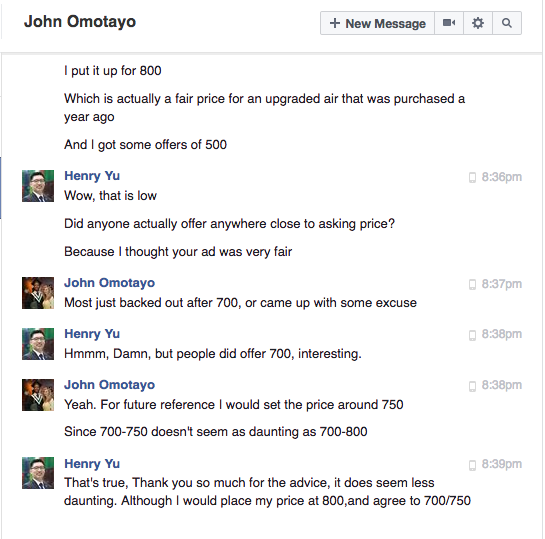 John Omotayo
+ New Message
I put it up for 800
Which is actually a fair price for an upgraded air that was purchased a
year ago
And I got some offers of 500
Henry Yu
8:36pm
Wow, that is low
Did anyone actually offer anywhere close to asking price?
Because I thought your ad was very fair
John Omotayo
8:37pm
Most just backed out after 700, or came up with some excuse
Henry Yu
8:38pm
Hmmm, Damn, but people did offer 700, interesting.
John Omotayo
8:38pm
Yeah. For future reference I would set the price around 750
Since 700-750 doesn't seem as daunting as 700-800
Henry Yu
8:39pm
That's true, Thank you so much for the advice, it does seem less
daunting. Although I would place my price at 800,and agree to 700/750